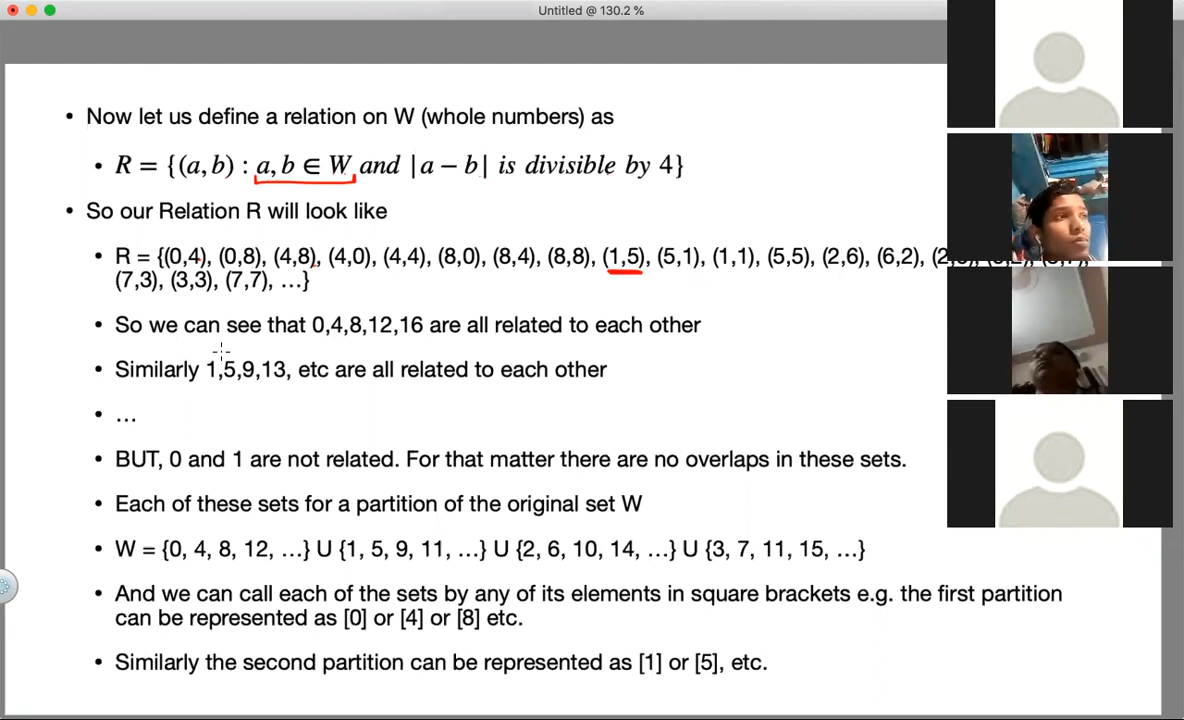 Untitled @ 130.2 %
• Now let us define a relation on W (whole numbers) as
• R = {(a, b) : a, b ∈ W and |a − b| is divisible by 4}
• So our Relation R will look like
• R = {(0,4), (0,8), (4,8), (4,0), (4,4), (8,0), (8,4), (8,8), (1,5), (5,1), (1,1), (5,5), (2,6), (6,2),
(7,3), (3,3), (7,7), …}
• So we can see that 0,4,8,12,16 are all related to each other
• Similarly 1,5,9,13, etc are all related to each other
• …
• BUT, 0 and 1 are not related. For that matter there are no overlaps in these sets.
• Each of these sets for a partition of the original set W
• W = {0, 4, 8, 12, …} U {1, 5, 9, 11, …} U {2, 6, 10, 14, …} U {3, 7, 11, 15, …}
• And we can call each of the sets by any of its elements in square brackets e.g. the first partition
can be represented as [0] or [4] or [8] etc.
• Similarly the second partition can be represented as [1] or [5], etc.